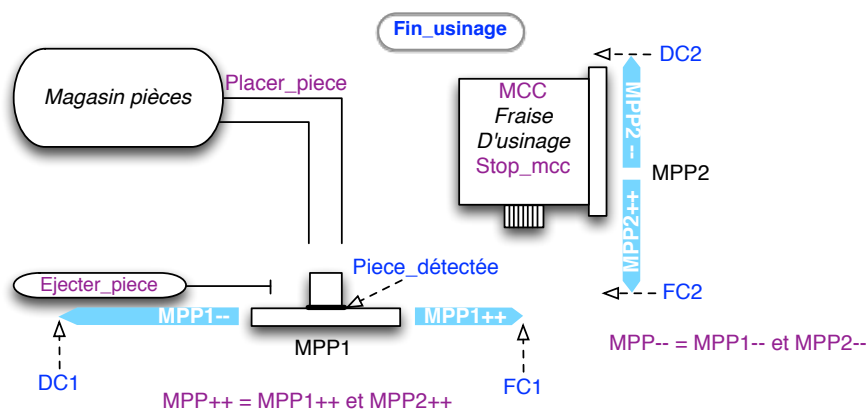 Fin_usinage
DC2
Magasin pièces
Placer_piece
MCC
Fraise
D'usinage
Stop_mcc
MPP2--
MPP2
MPP2++
Piece_détectée
Ejecter_piece
FC2
MPP1--
MPP1++
MPP1
MPP-- = MPP1-- et MPP2--
DC1
FC1
MPP++ = MPP1++ et MPP2++